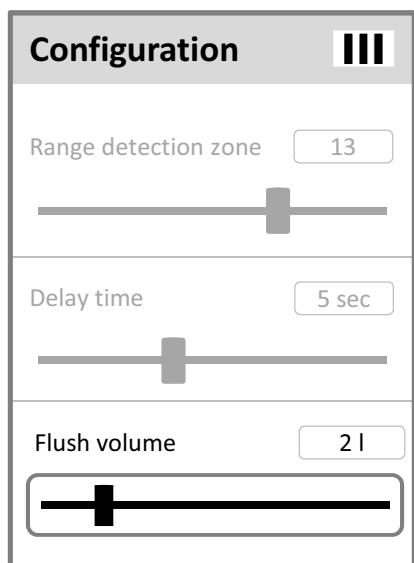 Configuration
Range detection zone 13
Delay time 5 sec
Flush volume 2 l